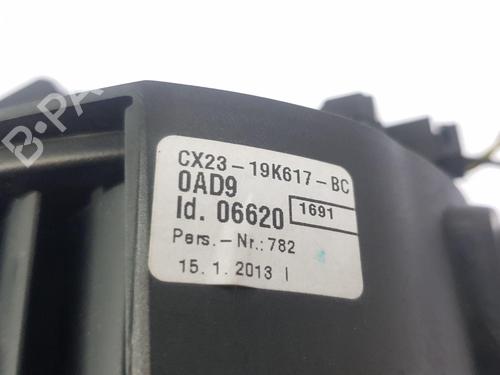 B-PA
CX23-19K617-BC
0AD9
Id. 06620 1691
Pers.-Nr.:782
15.1.2013 |